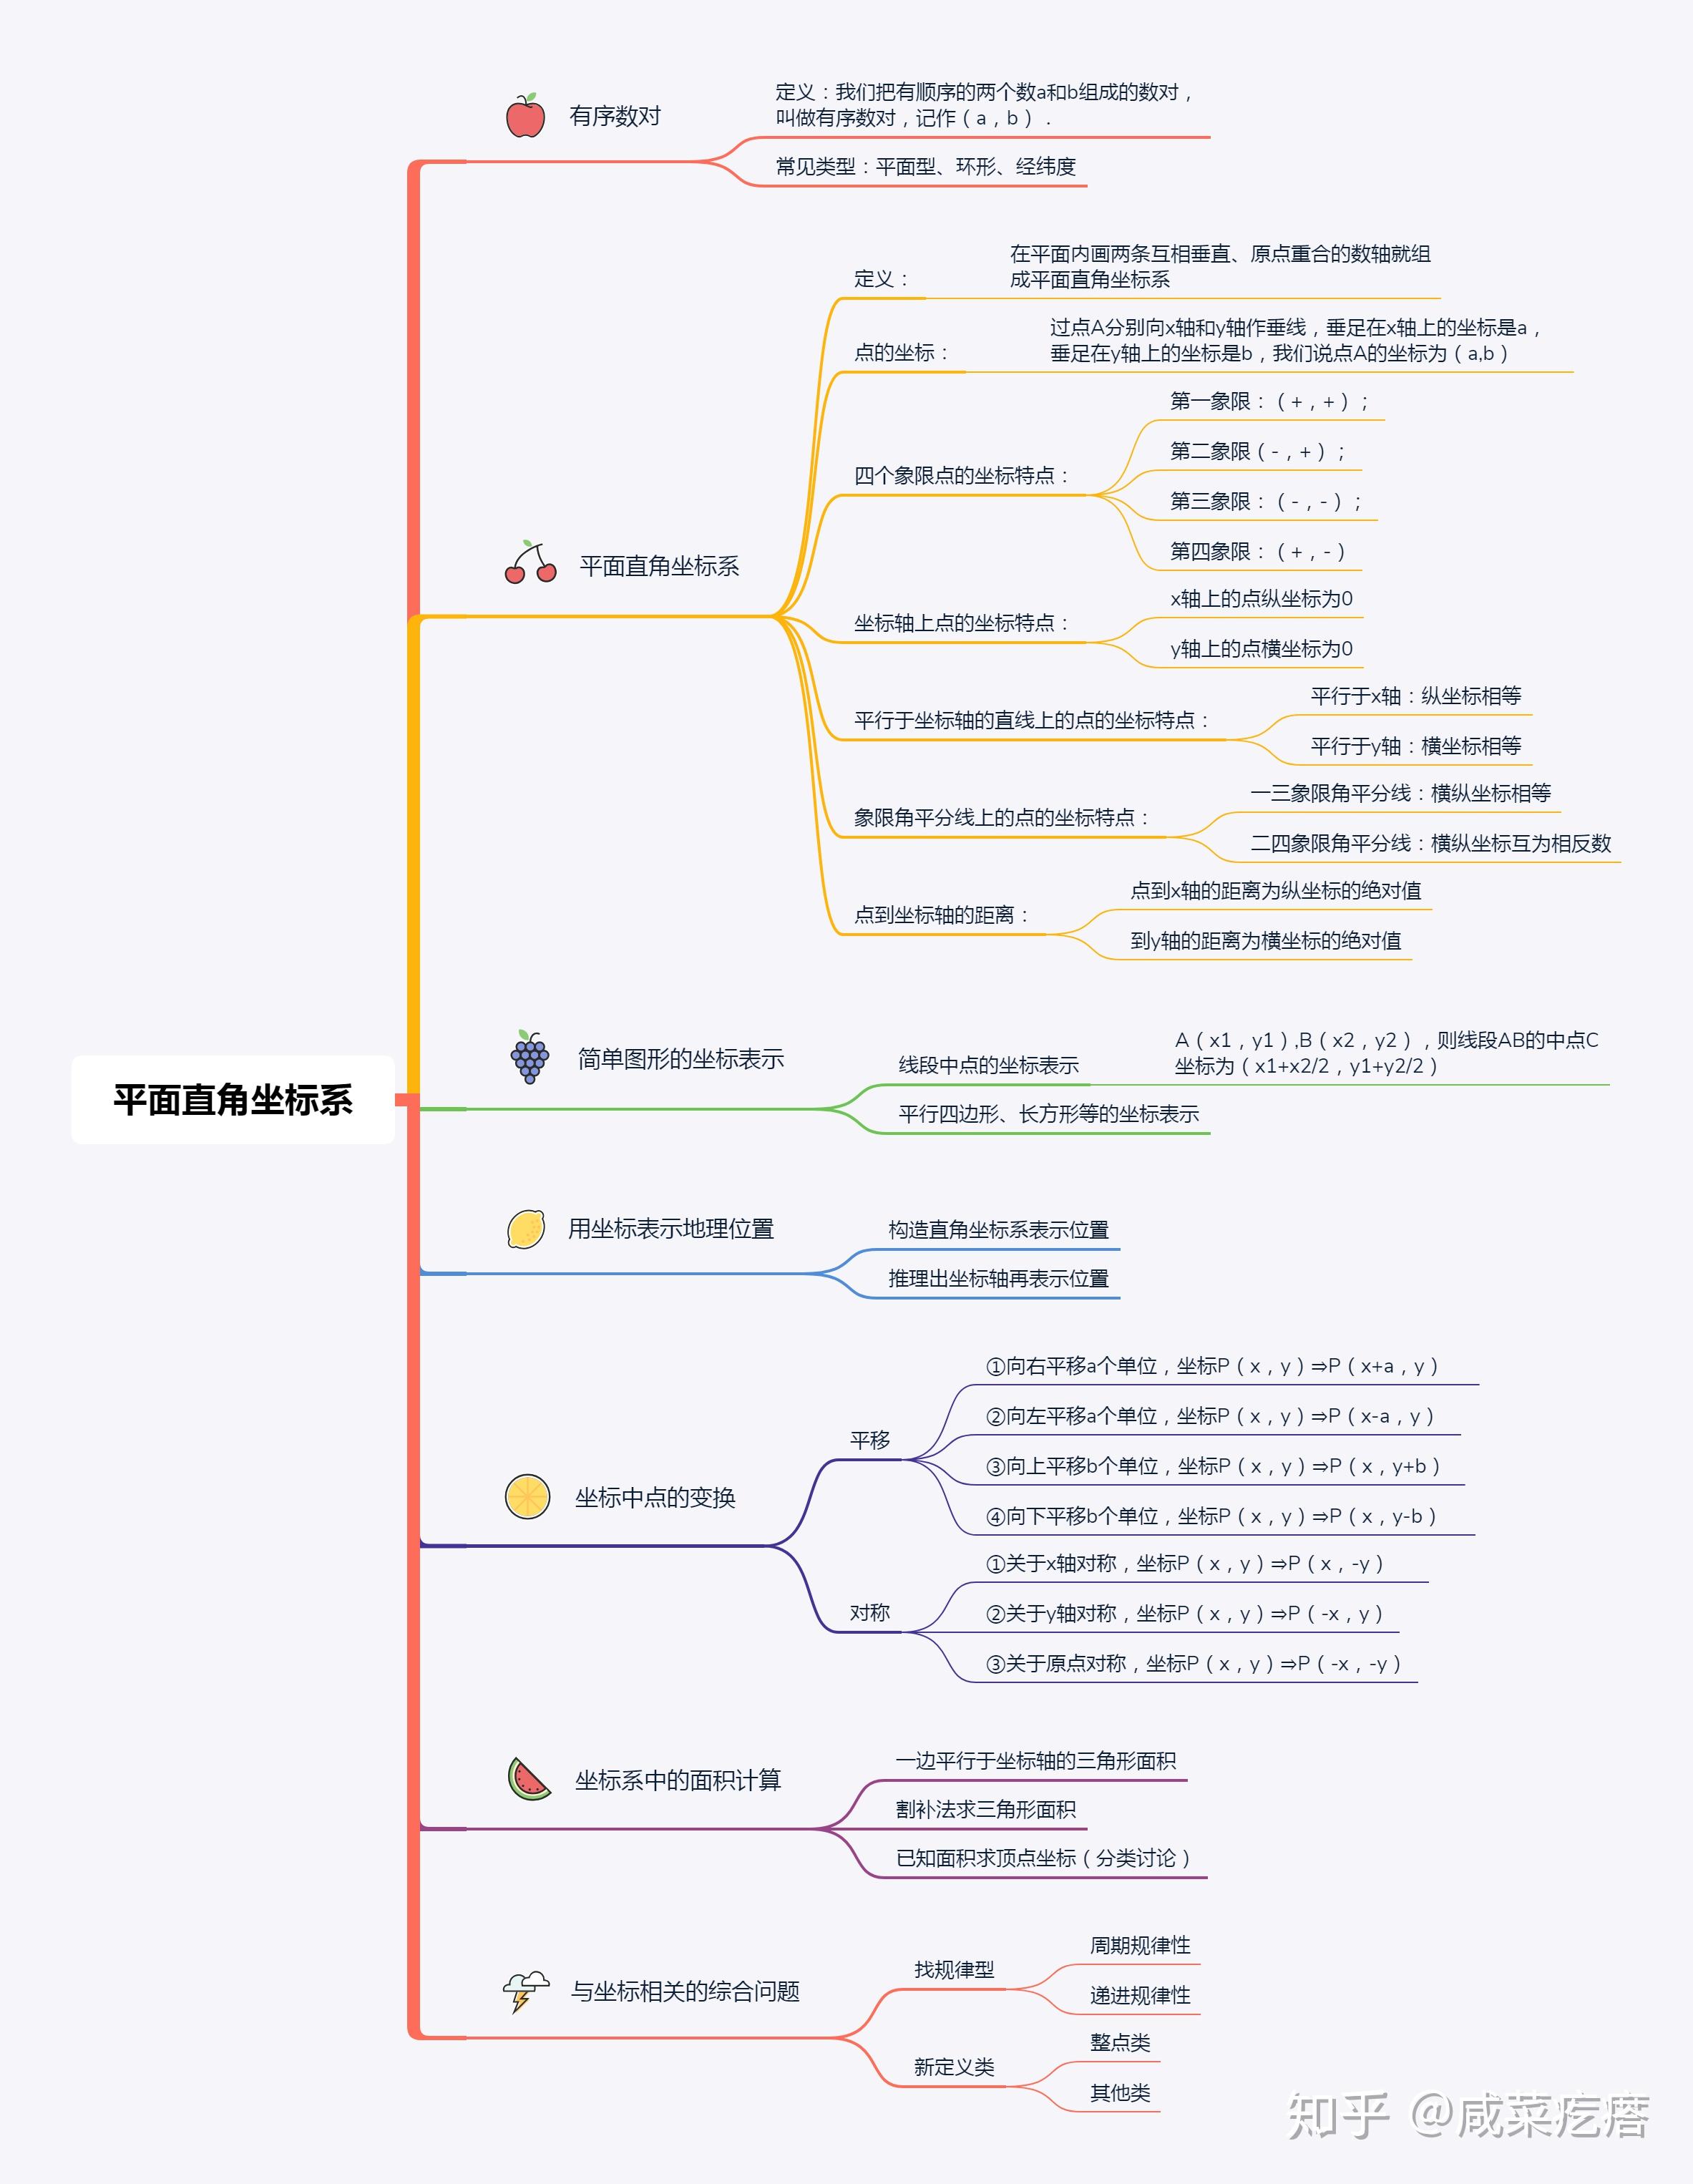 有序数对
定义：我们把有顺序的两个数a和b组成的数对，
叫做有序数对，记作（a，b）．
常见类型：平面型、环形、经纬度
平面直角坐标系
定义：
在平面内画两条互相垂直、原点重合的数轴就组
成平面直角坐标系
点的坐标：
过点A分别向x轴和y轴作垂线，垂足在x轴上的坐标是a，
垂足在y轴上的坐标是b，我们说点A的坐标为（a,b）
四个象限点的坐标特点：
第一象限：（+，+）；
第二象限（-，+）；
第三象限：（-，-）；
第四象限：（+，-）
坐标轴上点的坐标特点：
x轴上的点纵坐标为0
y轴上的点横坐标为0
平行于坐标轴的直线上的点的坐标特点：
平行于x轴：纵坐标相等
平行于y轴：横坐标相等
象限角平分线上的点的坐标特点：
一三象限角平分线：横纵坐标相等
二四象限角平分线：横纵坐标互为相反数
点到坐标轴的距离：
点到x轴的距离为纵坐标的绝对值
到y轴的距离为横坐标的绝对值
平面直角坐标系
简单图形的坐标表示
线段中点的坐标表示
A（x1，y1）,B（x2，y2），则线段AB的中点C
坐标为（x1+x2/2，y1+y2/2）
平行四边形、长方形等的坐标表示
用坐标表示地理位置
构造直角坐标系表示位置
推理出坐标轴再表示位置
坐标中点的变换
平移
①向右平移a个单位，坐标P（x，y）⇒P（x+a，y）
②向左平移a个单位，坐标P（x，y）⇒P（x-a，y）
③向上平移b个单位，坐标P（x，y）⇒P（x，y+b）
④向下平移b个单位，坐标P（x，y）⇒P（x，y-b）
对称
①关于x轴对称，坐标P（x，y）⇒P（x，-y）
②关于y轴对称，坐标P（x，y）⇒P（-x，y）
③关于原点对称，坐标P（x，y）⇒P（-x，-y）
坐标系中的面积计算
一边平行于坐标轴的三角形面积
割补法求三角形面积
已知面积求顶点坐标（分类讨论）
与坐标相关的综合问题
找规律型
周期规律性
递进规律性
新定义类
整点类
其他类
知乎 @咸菜疙瘩